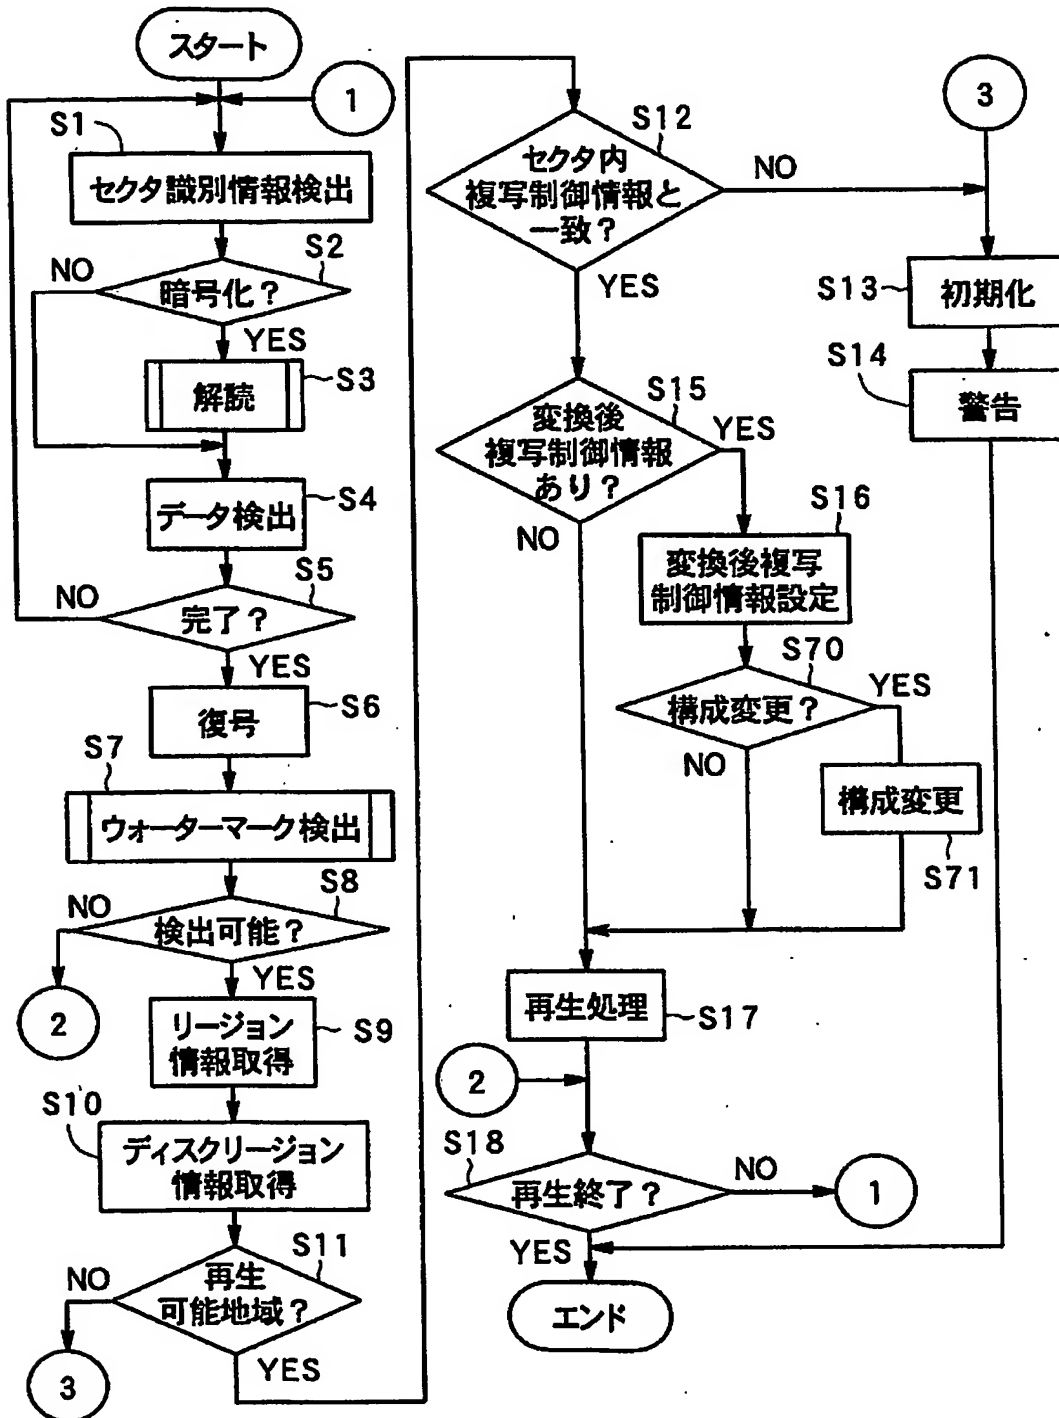 スタート
1
S1
セクタ識別情報検出
S2
NO
暗号化？
YES
解読
S3
データ検出
S4
S5
NO
完了？
YES
復号
S6
S7
ウォーターマーク検出
S8
NO
検出可能？
YES
2
リージョン
情報取得
S9
S10
ディスクリージョン
情報取得
S11
NO
再生
可能地域？
YES
3
S12
セクタ内
複写制御情報と
一致？
NO
YES
3
S13
初期化
S14
警告
S15
変換後
複写制御情報
あり？
YES
NO
S16
変換後複写
制御情報設定
S70
構成変更？
YES
NO
構成変更
S71
再生処理
S17
2
S18
再生終了？
NO
1
YES
エンド